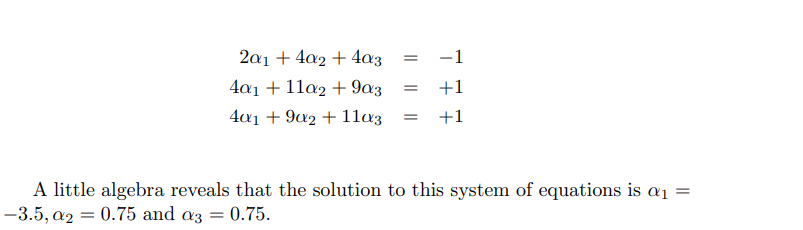 2α₁ + 4α₂ + 4α₃ = −1
4α₁ + 11α₂ + 9α₃ = +1
4α₁ + 9α₂ + 11α₃ = +1
A little algebra reveals that the solution to this system of equations is α₁ =
−3.5, α₂ = 0.75 and α₃ = 0.75.